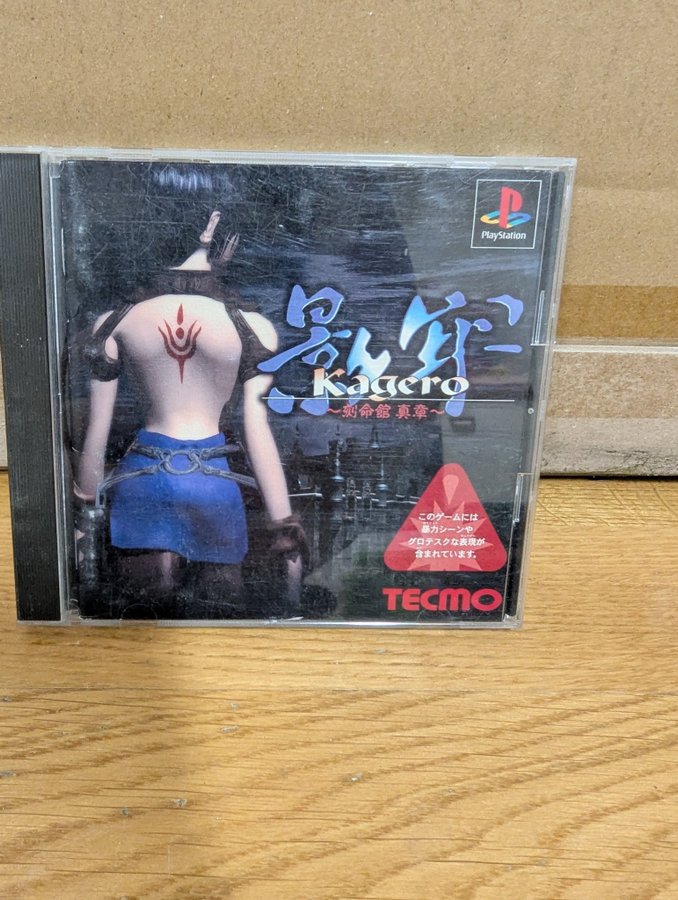 PlayStation
影牢
Kagero
～刻命館 真章～
このゲームには
暴力シーンや
グロテスクな表現が
含まれています。
TECMO